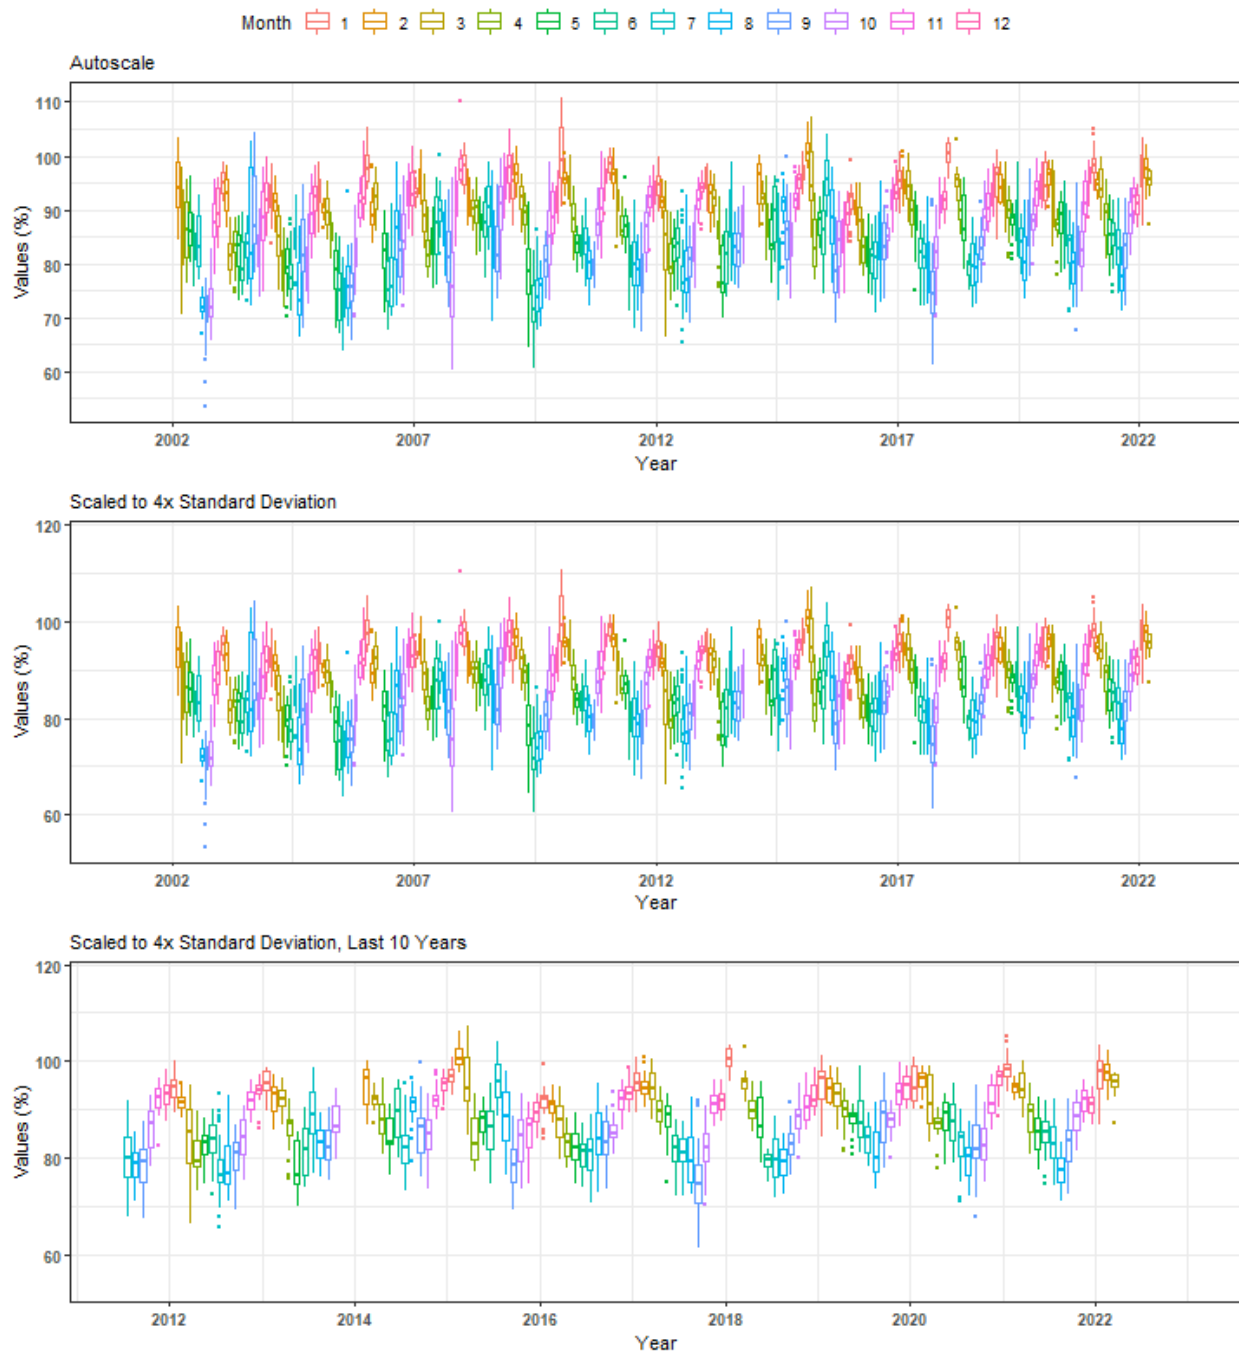 Month 1 2 3 4 5 6 7 8 9 10 11 12
Autoscale
Values (%)
110
100
90
80
70
60
2002 2007 2012 2017 2022
Year
Scaled to 4x Standard Deviation
Values (%)
120
100
80
60
2002 2007 2012 2017 2022
Year
Scaled to 4x Standard Deviation, Last 10 Years
Values (%)
120
100
80
60
2012 2014 2016 2018 2020 2022
Year